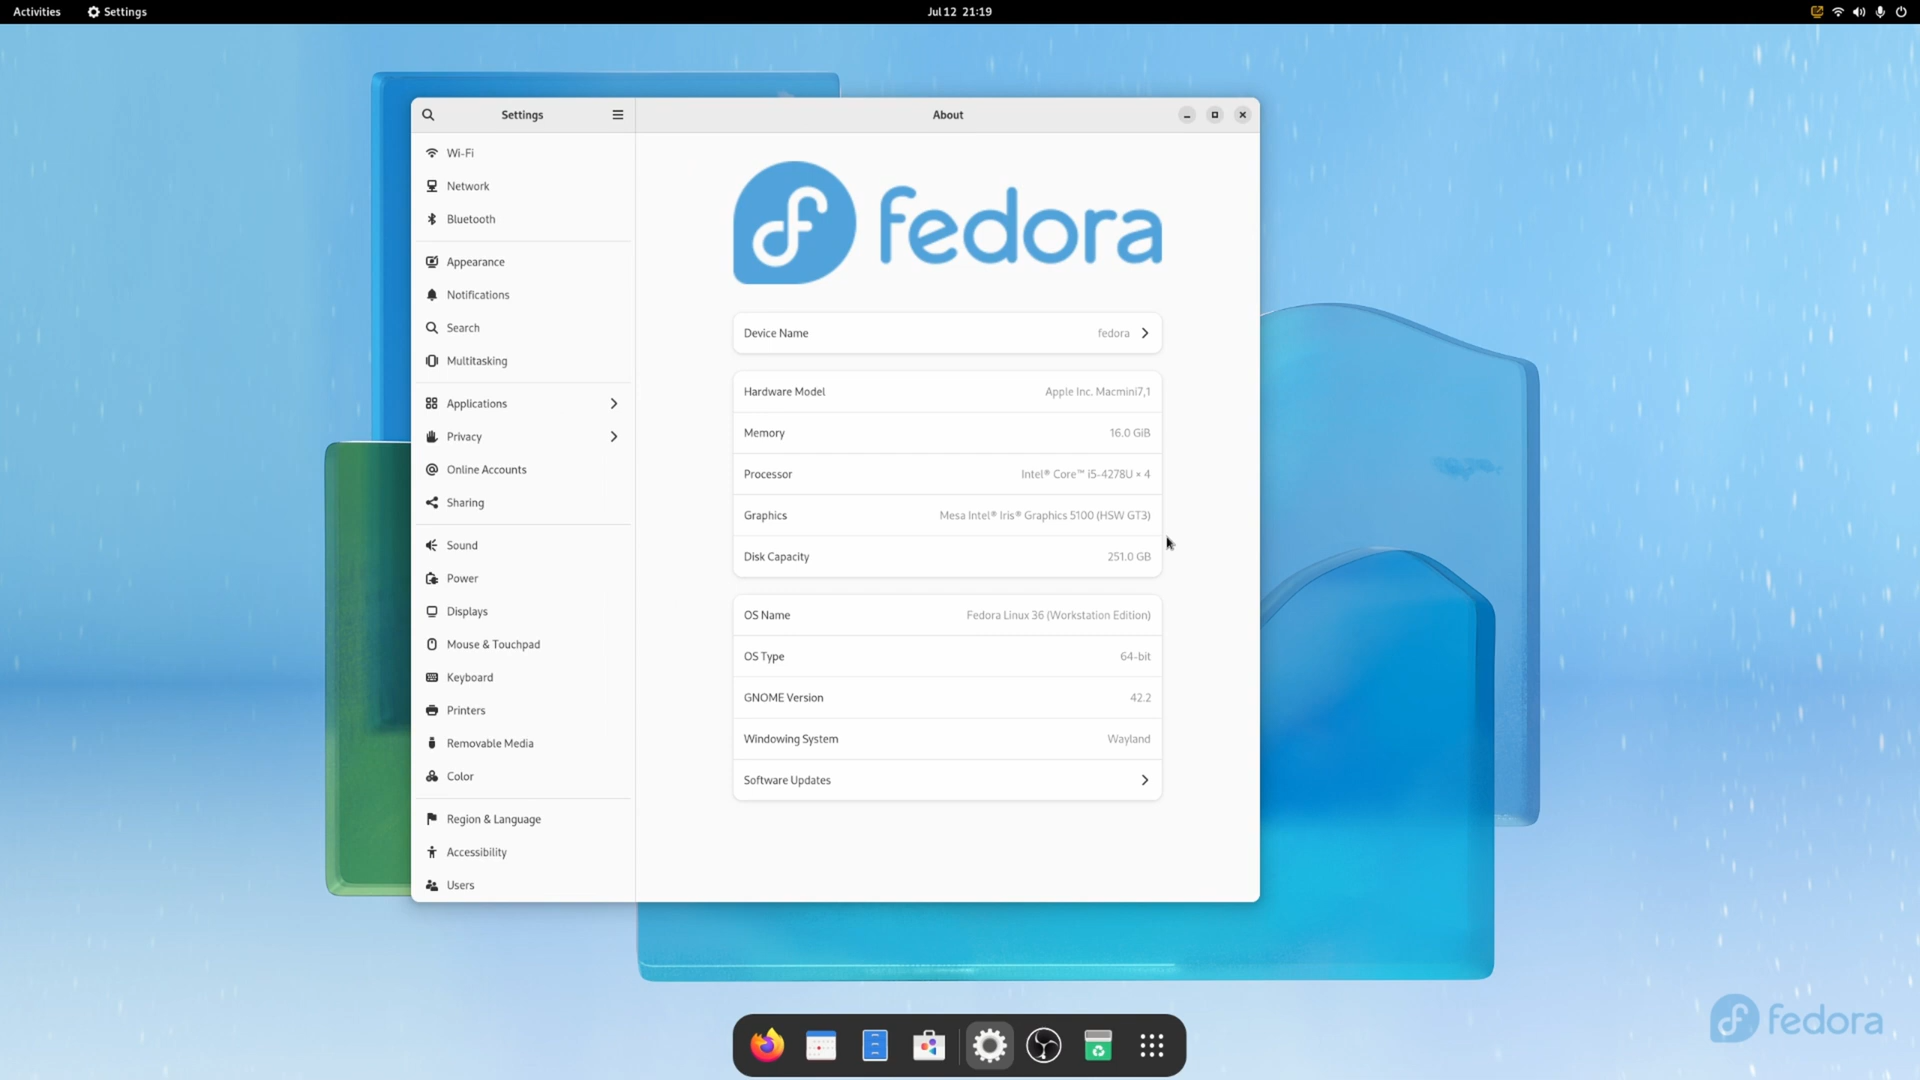 Activities Settings Jul 12 21:19
Settings About
Wi-Fi
Network
Bluetooth
Appearance
Notifications
Search
Multitasking
Applications
Privacy
Online Accounts
Sharing
Sound
Power
Displays
Mouse & Touchpad
Keyboard
Printers
Removable Media
Color
Region & Language
Accessibility
Users
fedora
Device Name fedora
Hardware Model Apple Inc. Macmini7,1
Memory 16.0 GiB
Processor Intel® Core™ i5-4278U × 4
Graphics Mesa Intel® Iris® Graphics 5100 (HSW GT3)
Disk Capacity 251.0 GB
OS Name Fedora Linux 36 (Workstation Edition)
OS Type 64-bit
GNOME Version 42.2
Windowing System Wayland
Software Updates
fedora